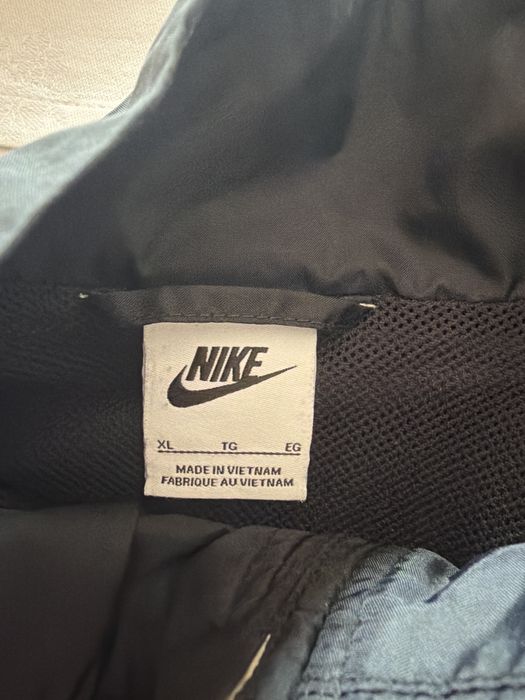 NIKE
XL TG EG
MADE IN VIETNAM
FABRIQUE AU VIETNAM